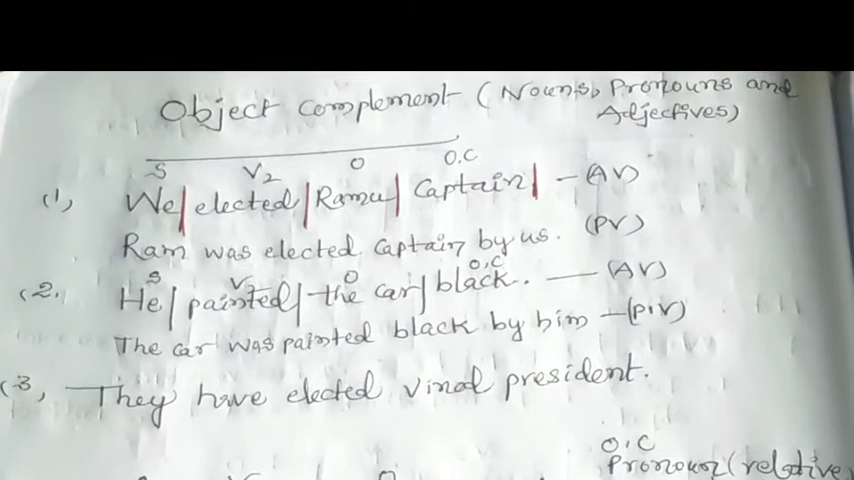 Object complement (Nouns, Pronouns and
Adjectives)
S V2 O O.C
(1) We | elected | Ramu | Captain | - (AV)
Ram was elected captain by us. (PV)
S V O O.C
(2. He | painted | the car | black. — (AV)
The car was painted black by him - (P.V)
(3, They have elected vimal president.
O.C
Pronoun (relative